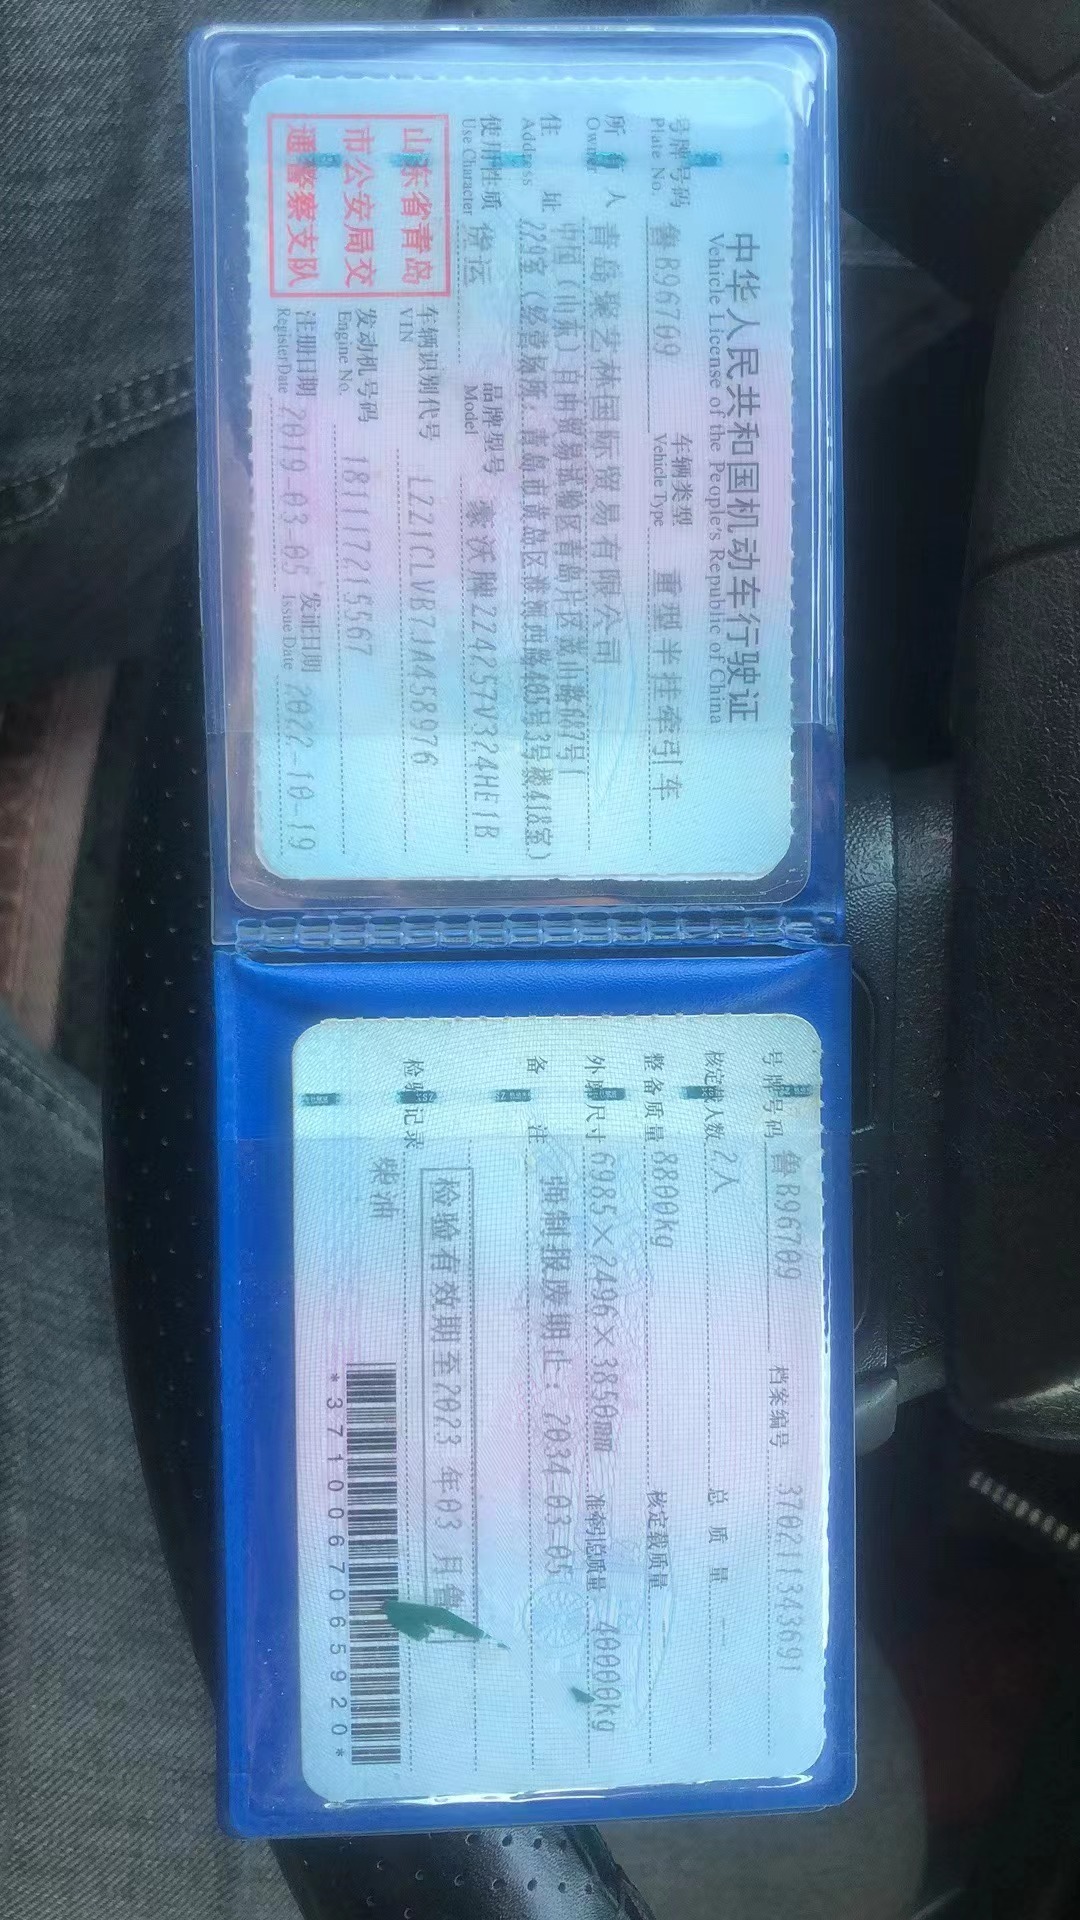 中华人民共和国机动车行驶证
Vehicle License of the People's Republic of China
号牌号码 鲁B96709 车辆类型 重型半挂牵引车
Plate No. Vehicle Type
所有人 青岛聚艺林国际贸易有限公司
Owner
住址 中国（山东）自由贸易试验区青岛片区 山路667号1
Address 229室（经营场所：青岛市黄岛区漓江西路405号3号楼418室）
使用性质 货运 品牌型号 豪沃牌ZZ4257V324HE1B
Use Character Model
山东省青岛
市公安局交
通警察支队
车辆识别代号 LZZ1CLVB7JA458976
VIN
发动机号码 181117215567
Engine No.
注册日期 2019-03-05 发证日期 2022-10-19
Register Date Issue Date
号牌号码 鲁B96709 档案编号 370211343691
核定载人数 2人 总质量 --
整备质量 8800kg 核定载质量
外廓尺寸 6985×2496×3850mm 准牵引总质量 40000kg
备注 强制报废期止：2034-03-05
检验有效期至2023年03月鲁
检验记录
柴油
*3710067065920*